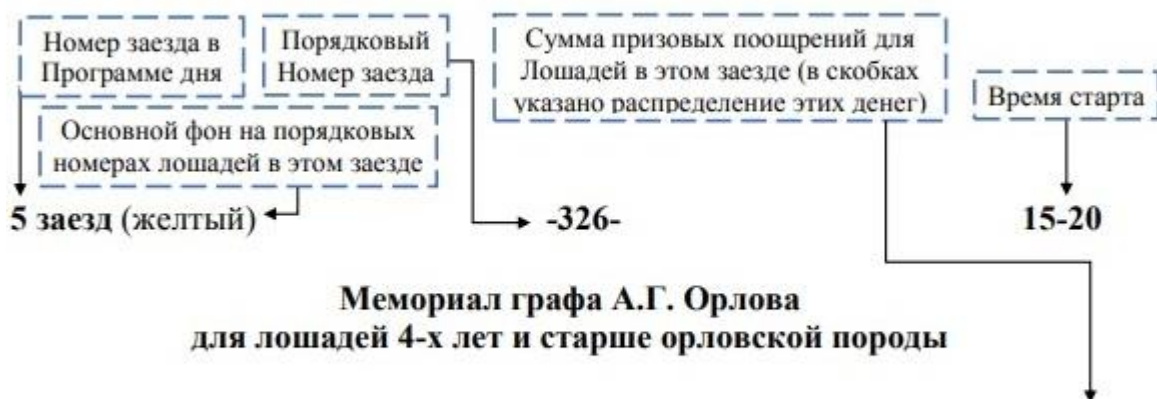 Номер заезда в
Программе дня
Порядковый
Номер заезда
Сумма призовых поощрений для
Лошадей в этом заезде (в скобках
указано распределение этих денег)
Время старта
Основной фон на порядковых
номерах лошадей в этом заезде
5 заезд (желтый)
-326-
15-20
Мемориал графа А.Г. Орлова
для лошадей 4-х лет и старше орловской породы